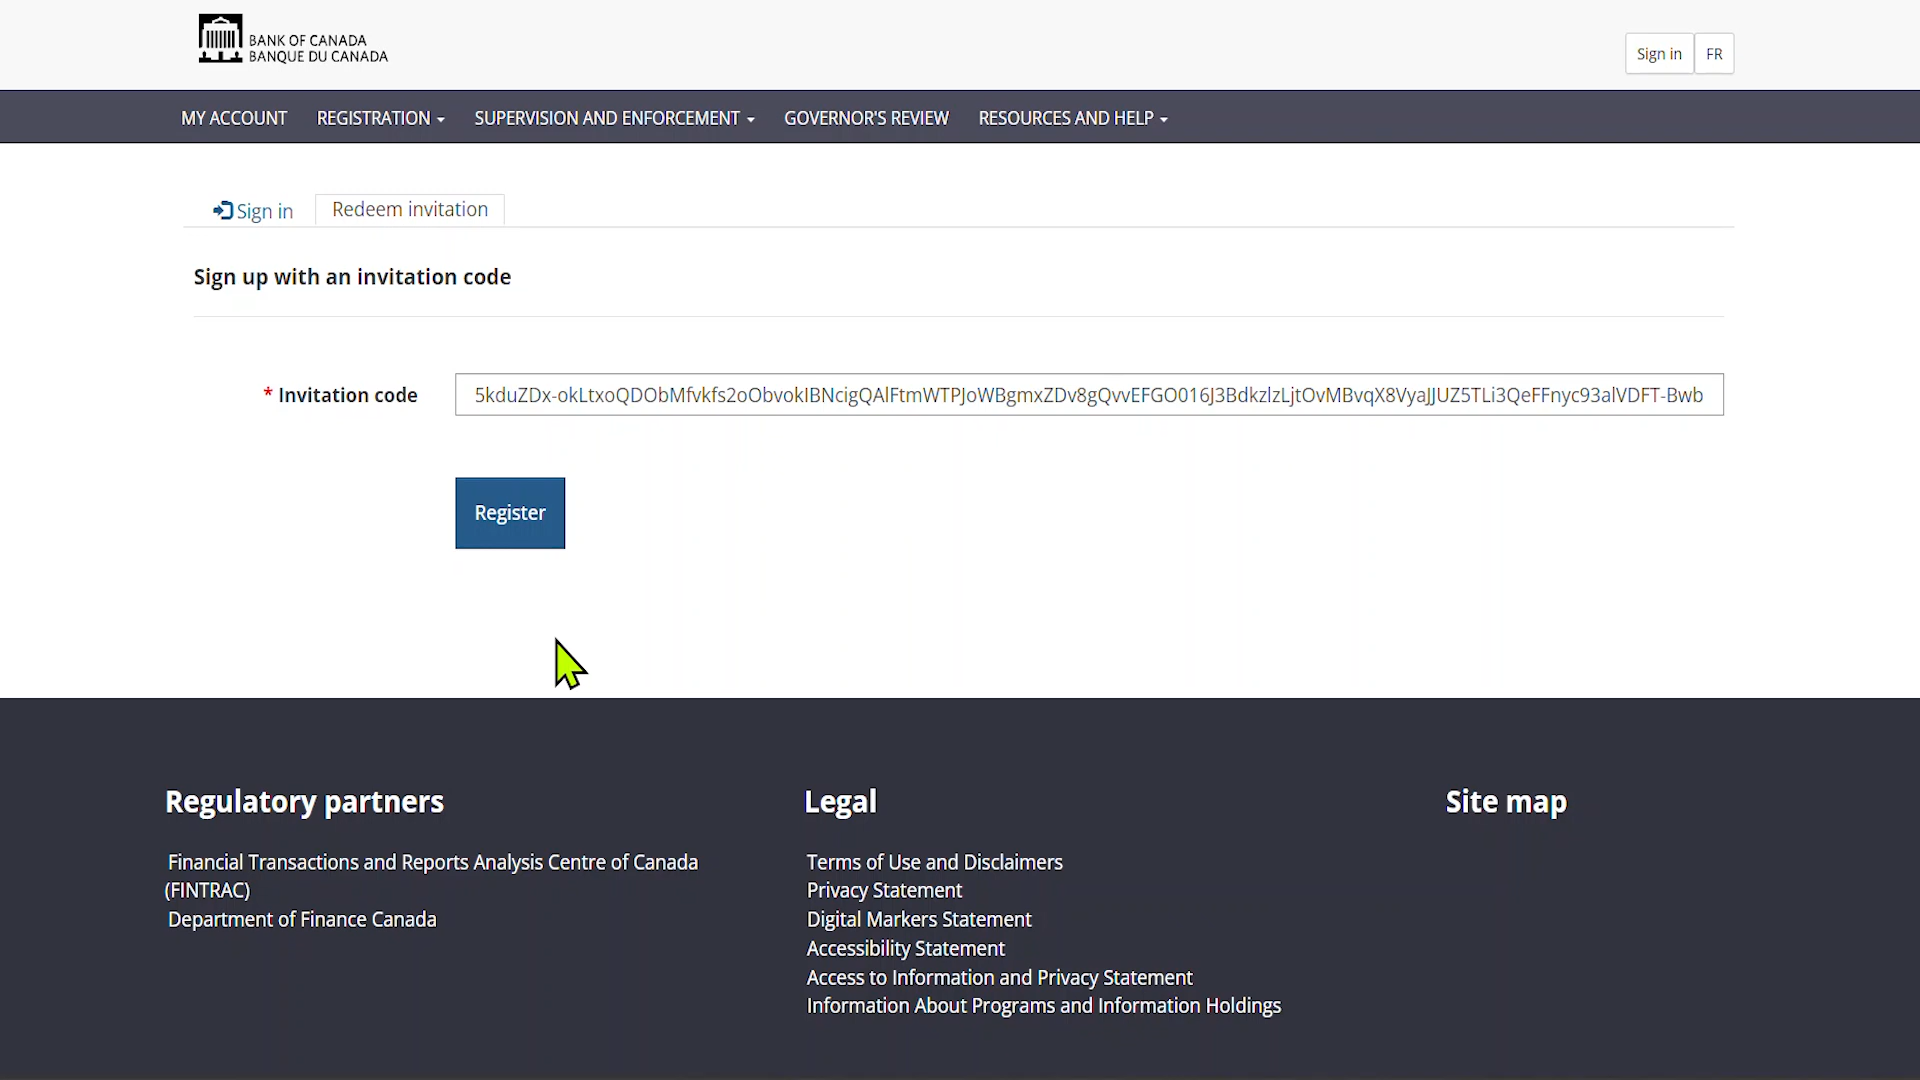 BANK OF CANADA
BANQUE DU CANADA
Sign in
FR
MY ACCOUNT
REGISTRATION
SUPERVISION AND ENFORCEMENT
GOVERNOR'S REVIEW
RESOURCES AND HELP
Sign in
Redeem invitation
Sign up with an invitation code
* Invitation code
5kduZDx-okLtxoQDObMfvkfs2oObvokIBNcigQAlFtmWTPJoWBgmxZDv8gQvvEFGO016J3BdkzlzLjtOvMBvqX8VyaJJUZ5TLi3QeFFnyc93alVDFT-Bwb
Register
Regulatory partners
Financial Transactions and Reports Analysis Centre of Canada
(FINTRAC)
Department of Finance Canada
Legal
Terms of Use and Disclaimers
Privacy Statement
Digital Markers Statement
Accessibility Statement
Access to Information and Privacy Statement
Information About Programs and Information Holdings
Site map